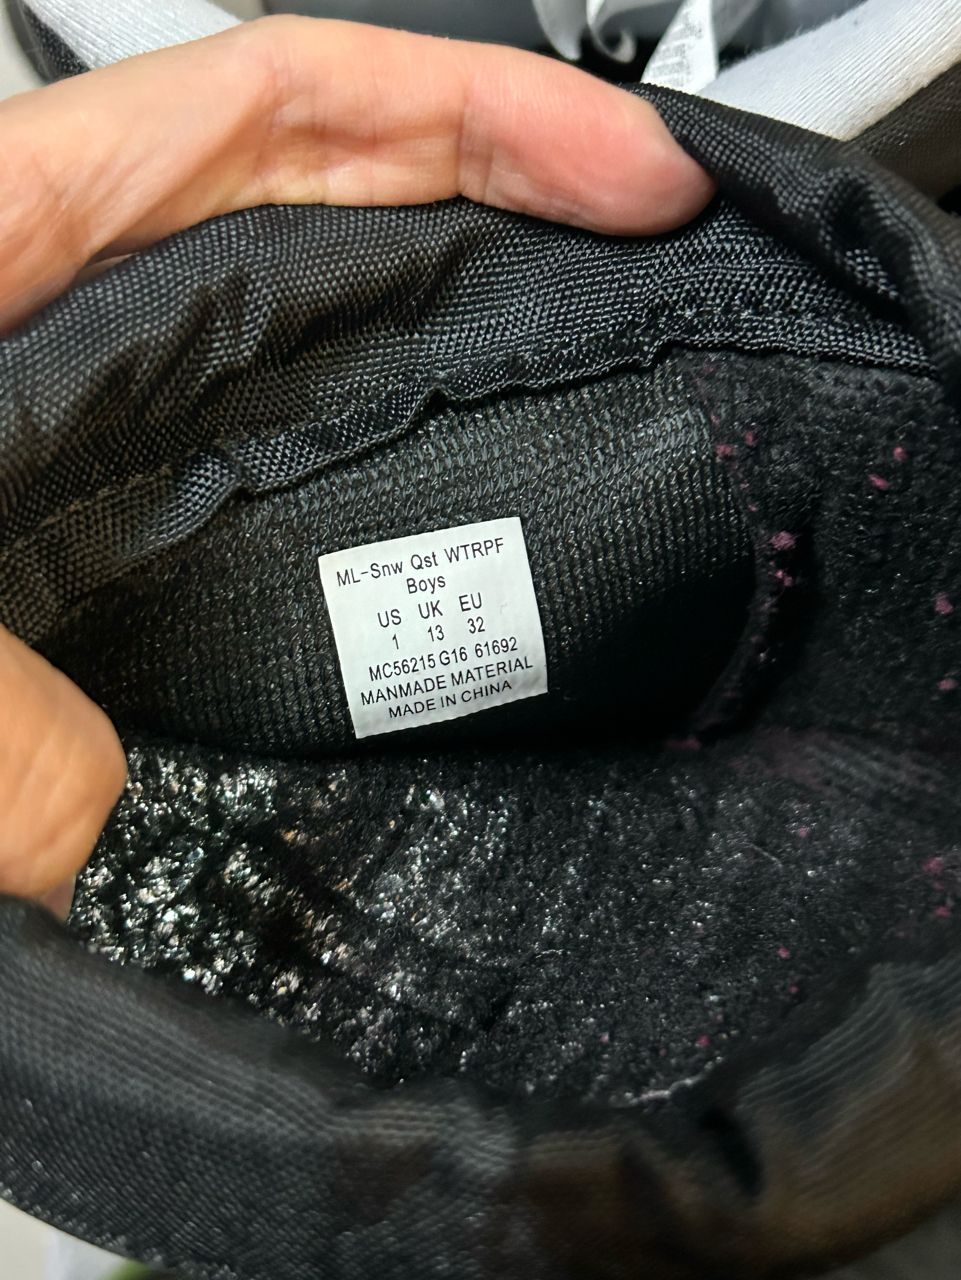 ML-Snw Qst WTRPF
Boys
US UK EU
1 13 32
MC56215 G16 61692
MANMADE MATERIAL
MADE IN CHINA